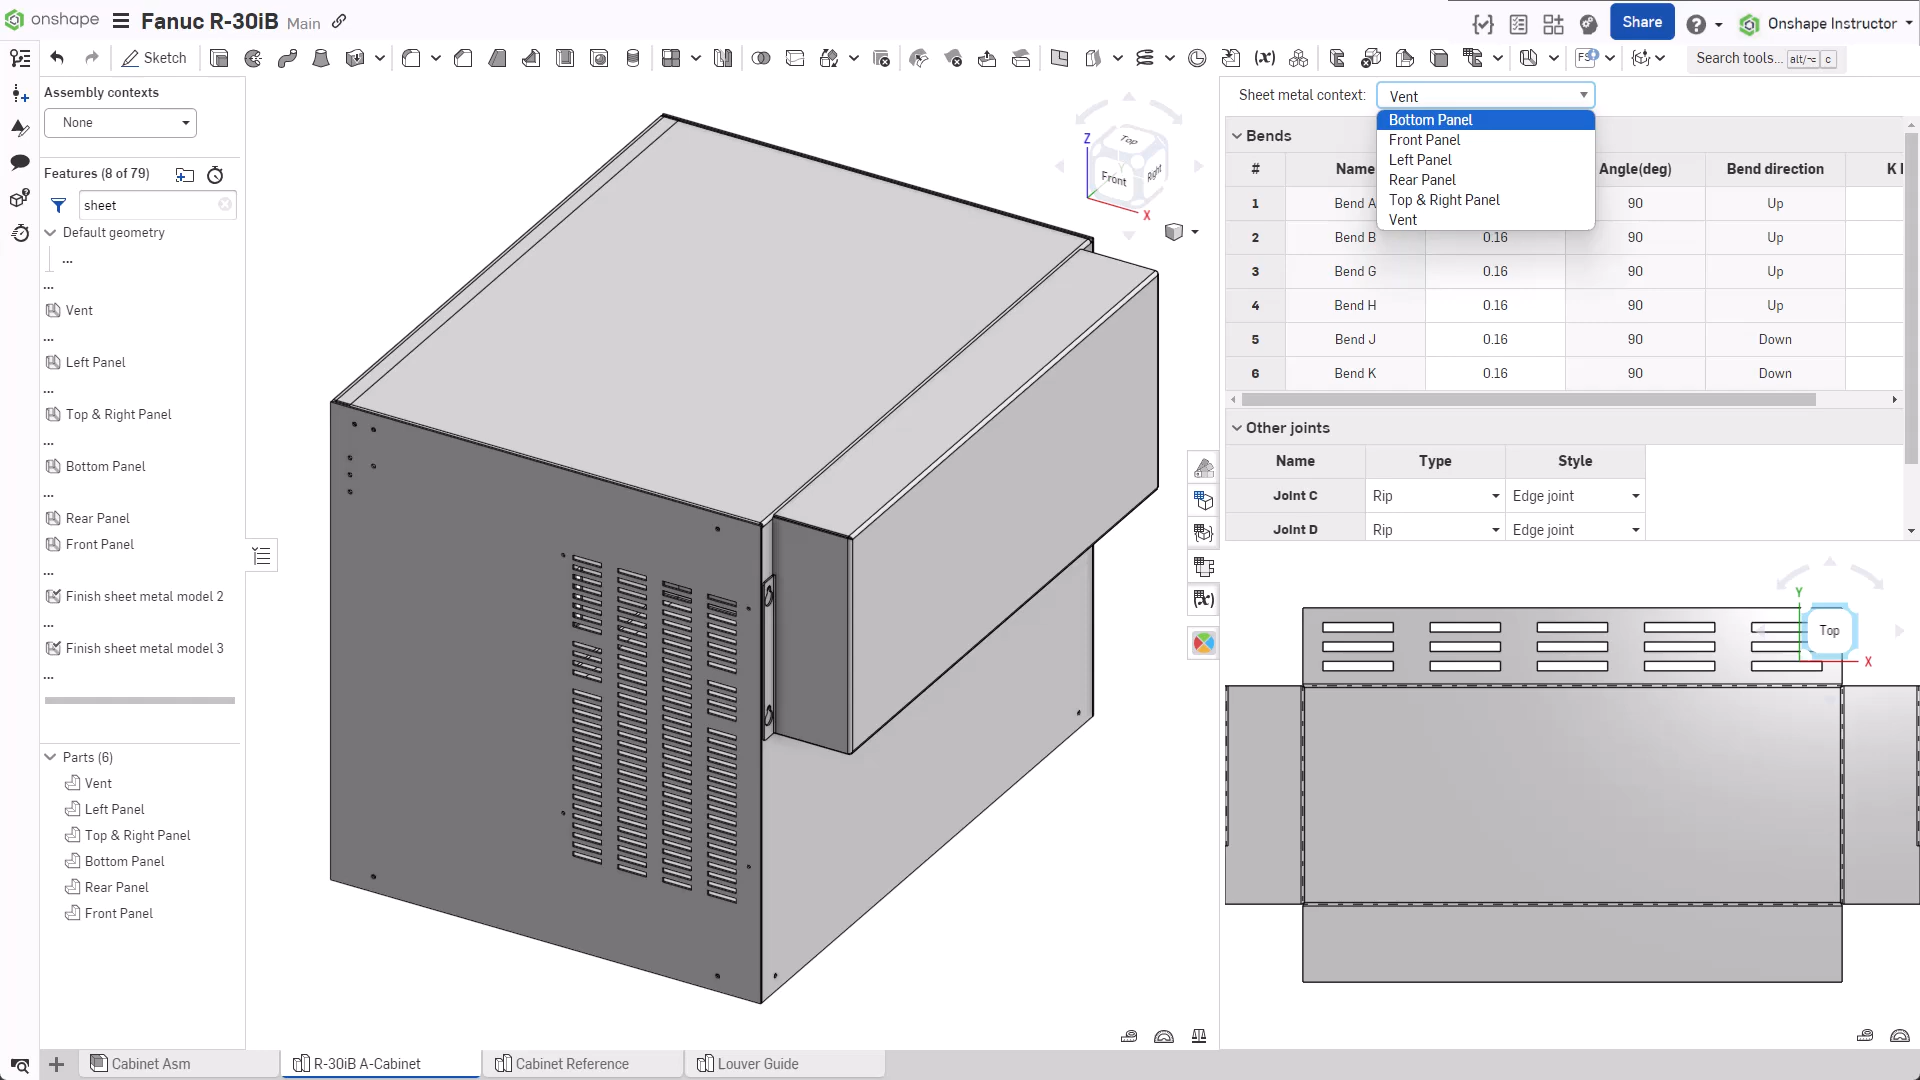 onshape
Fanuc R-30iB Main
Share
Onshape Instructor
Sketch
Search tools... alt/⌥ c
Assembly contexts
None
Features (8 of 79)
sheet
Default geometry
...
...
Vent
...
Left Panel
...
Top & Right Panel
...
Bottom Panel
...
Rear Panel
Front Panel
...
Finish sheet metal model 2
...
Finish sheet metal model 3
...
Parts (6)
Vent
Left Panel
Top & Right Panel
Bottom Panel
Rear Panel
Front Panel
Z
Top
Front
Right
X
Sheet metal context: Vent
Bottom Panel
Front Panel
Left Panel
Rear Panel
Top & Right Panel
Vent
Bends
# Name Angle(deg) Bend direction K
1 Bend A 90 Up
2 Bend B 0.16 90 Up
3 Bend G 0.16 90 Up
4 Bend H 0.16 90 Up
5 Bend J 0.16 90 Down
6 Bend K 0.16 90 Down
Other joints
Name Type Style
Joint C Rip Edge joint
Joint D Rip Edge joint
(x)
Y
Top
X
Cabinet Asm
R-30iB A-Cabinet
Cabinet Reference
Louver Guide